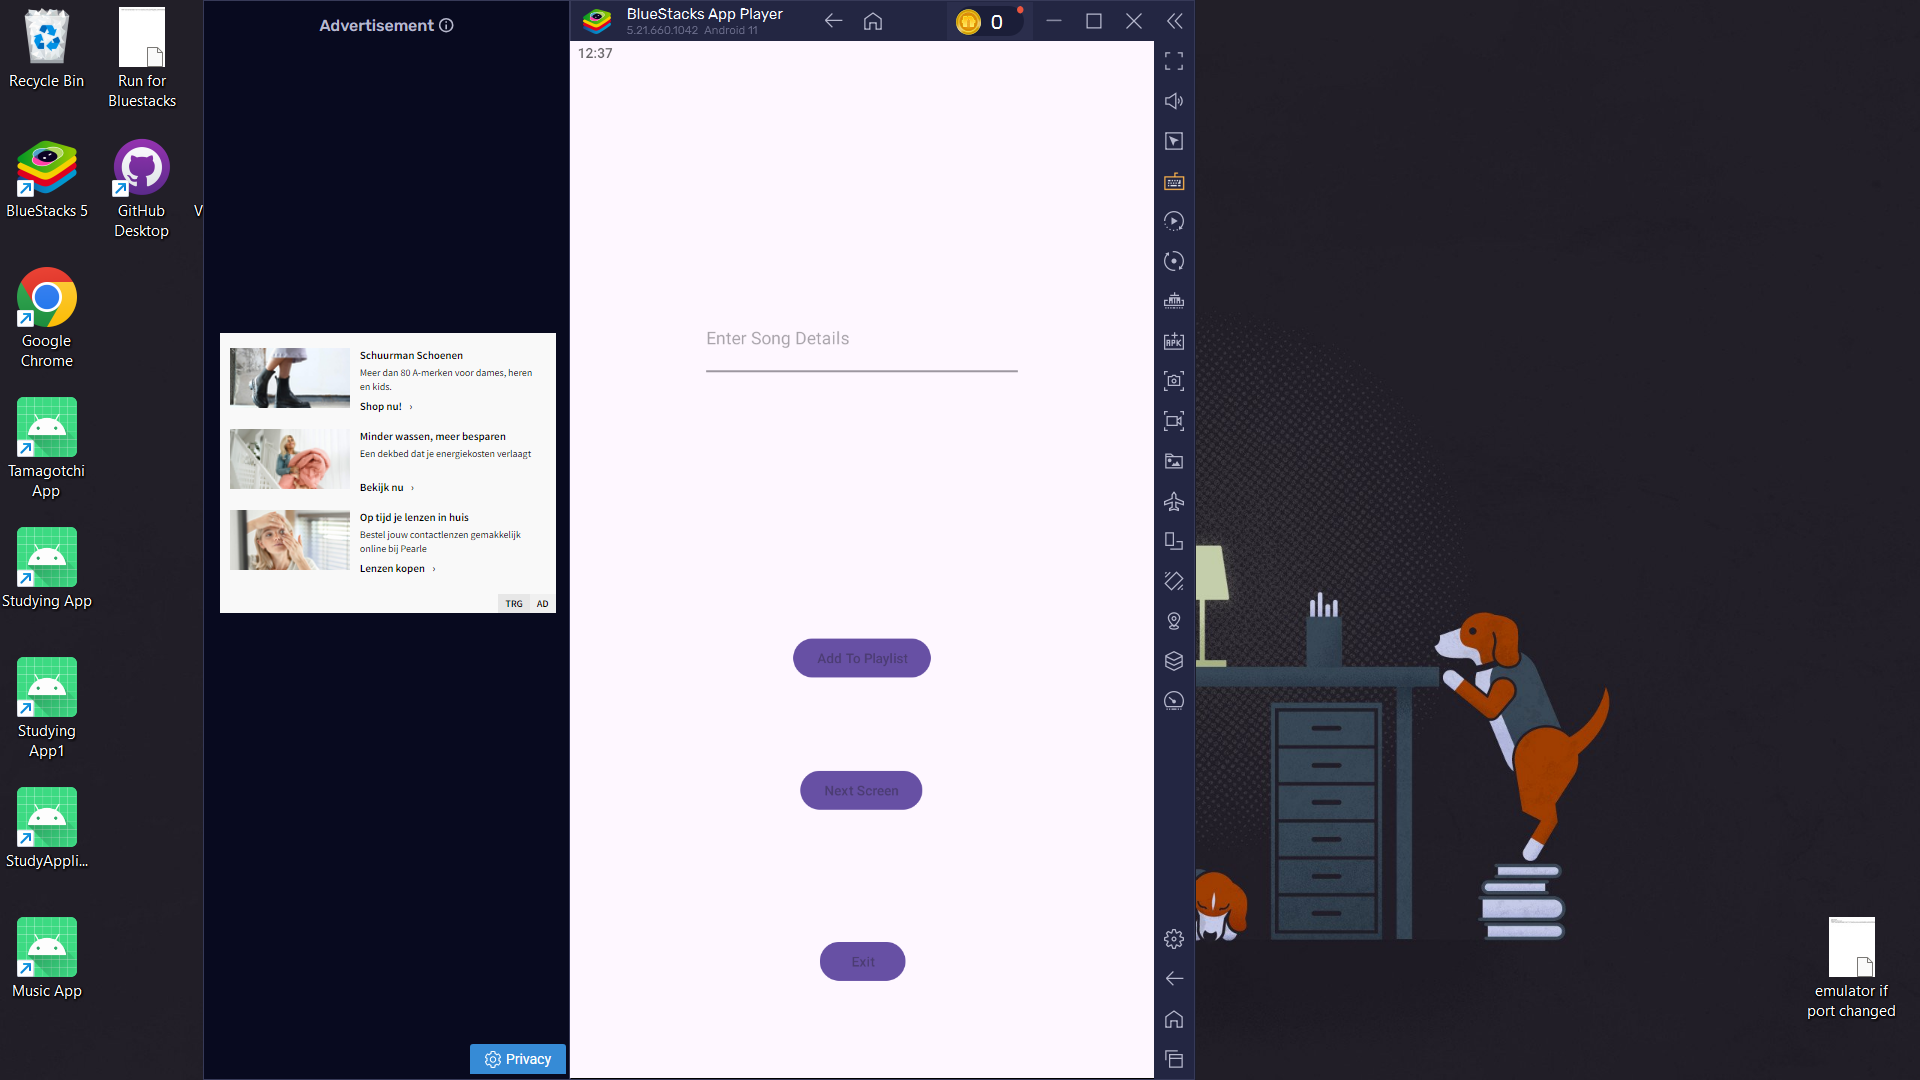 Recycle Bin
Run for
Bluestacks
BlueStacks 5
GitHub
Desktop
V
Google
Chrome
Tamagotchi
App
Studying App
Studying
App1
StudyAppli...
Music App
Advertisement
Schuurman Schoenen
Meer dan 80 A-merken voor dames, heren
en kids.
Shop nu! ›
Minder wassen, meer besparen
Een dekbed dat je energiekosten verlaagt
Bekijk nu ›
Op tijd je lenzen in huis
Bestel jouw contactlenzen gemakkelijk
online bij Pearle
Lenzen kopen ›
TRG AD
Privacy
BlueStacks App Player
5.21.660.1042 Android 11
0
12:37
Enter Song Details
Add To Playlist
Next Screen
Exit
APK
emulator if
port changed